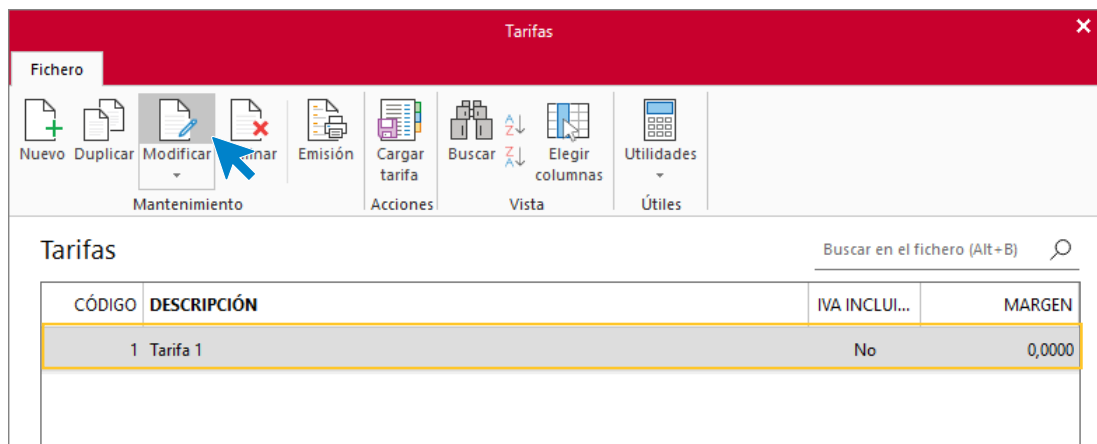 Tarifas
Fichero
Nuevo Duplicar Modificar Emisión Cargar tarifa Buscar Elegir columnas Utilidades
Mantenimiento Acciones Vista Útiles
Tarifas Buscar en el fichero (Alt+B)
CÓDIGO DESCRIPCIÓN IVA INCLUI... MARGEN
1 Tarifa 1 No 0,0000